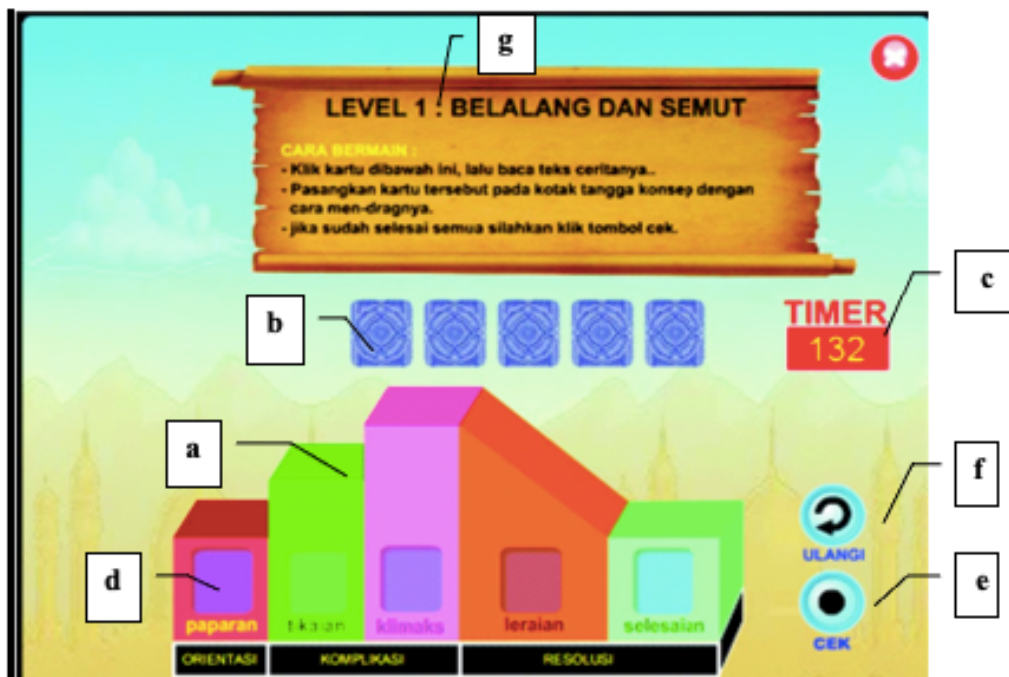 g
LEVEL 1 : BELALANG DAN SEMUT
CARA BERMAIN :
- Klik kartu dibawah ini, lalu baca teks ceritanya..
- Pasangkan kartu tersebut pada kotak tangga konsep dengan
cara men-dragnya.
- jika sudah selesai semua silahkan klik tombol cek.
c
b
TIMER
132
a
f
ULANGI
d
e
paparan
tikaian
klimaks
leraian
selesaian
CEK
ORIENTASI
KOMPLIKASI
RESOLUSI